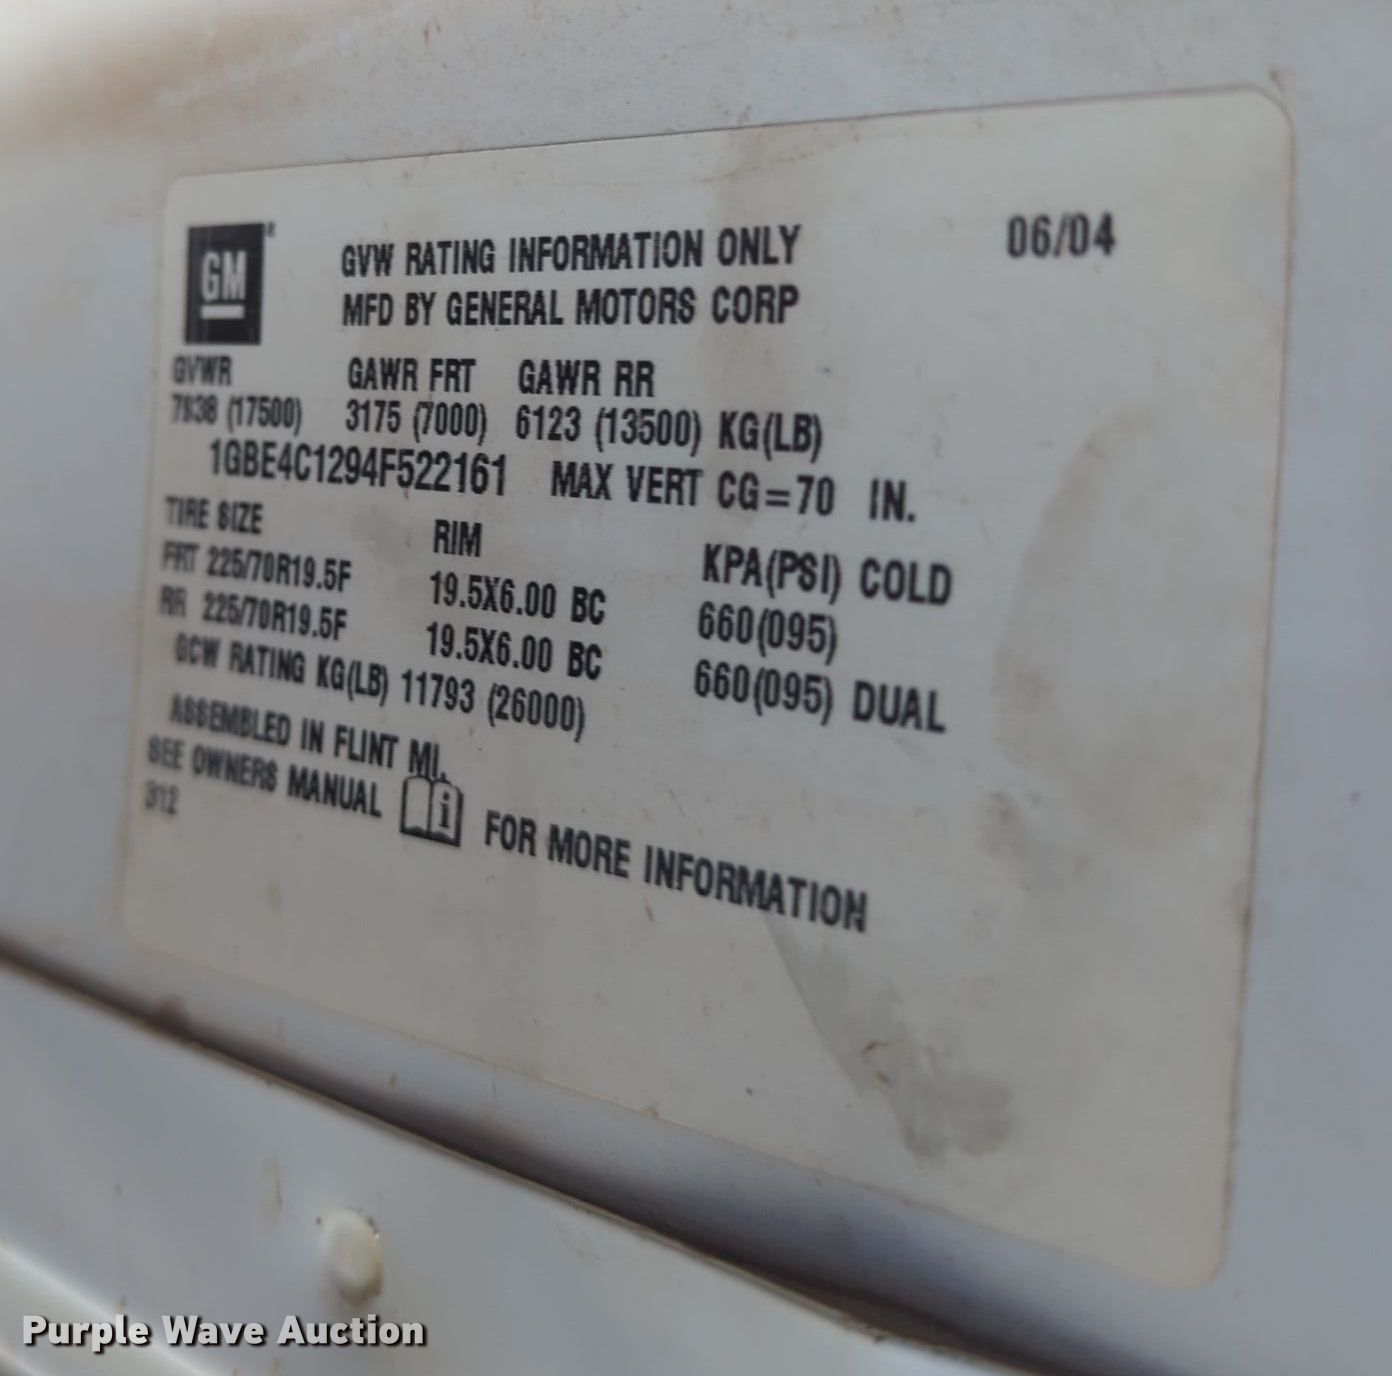 GM
GVW RATING INFORMATION ONLY 06/04
MFD BY GENERAL MOTORS CORP
GVWR GAWR FRT GAWR RR
7938 (17500) 3175 (7000) 6123 (13500) KG(LB)
1GBE4C1294F522161 MAX VERT CG=70 IN.
TIRE SIZE RIM KPA(PSI) COLD
FRT 225/70R19.5F 19.5X6.00 BC 660(095)
RR 225/70R19.5F 19.5X6.00 BC 660(095) DUAL
GCW RATING KG(LB) 11793 (26000)
ASSEMBLED IN FLINT MI.
SEE OWNERS MANUAL i FOR MORE INFORMATION
312
Purple Wave Auction